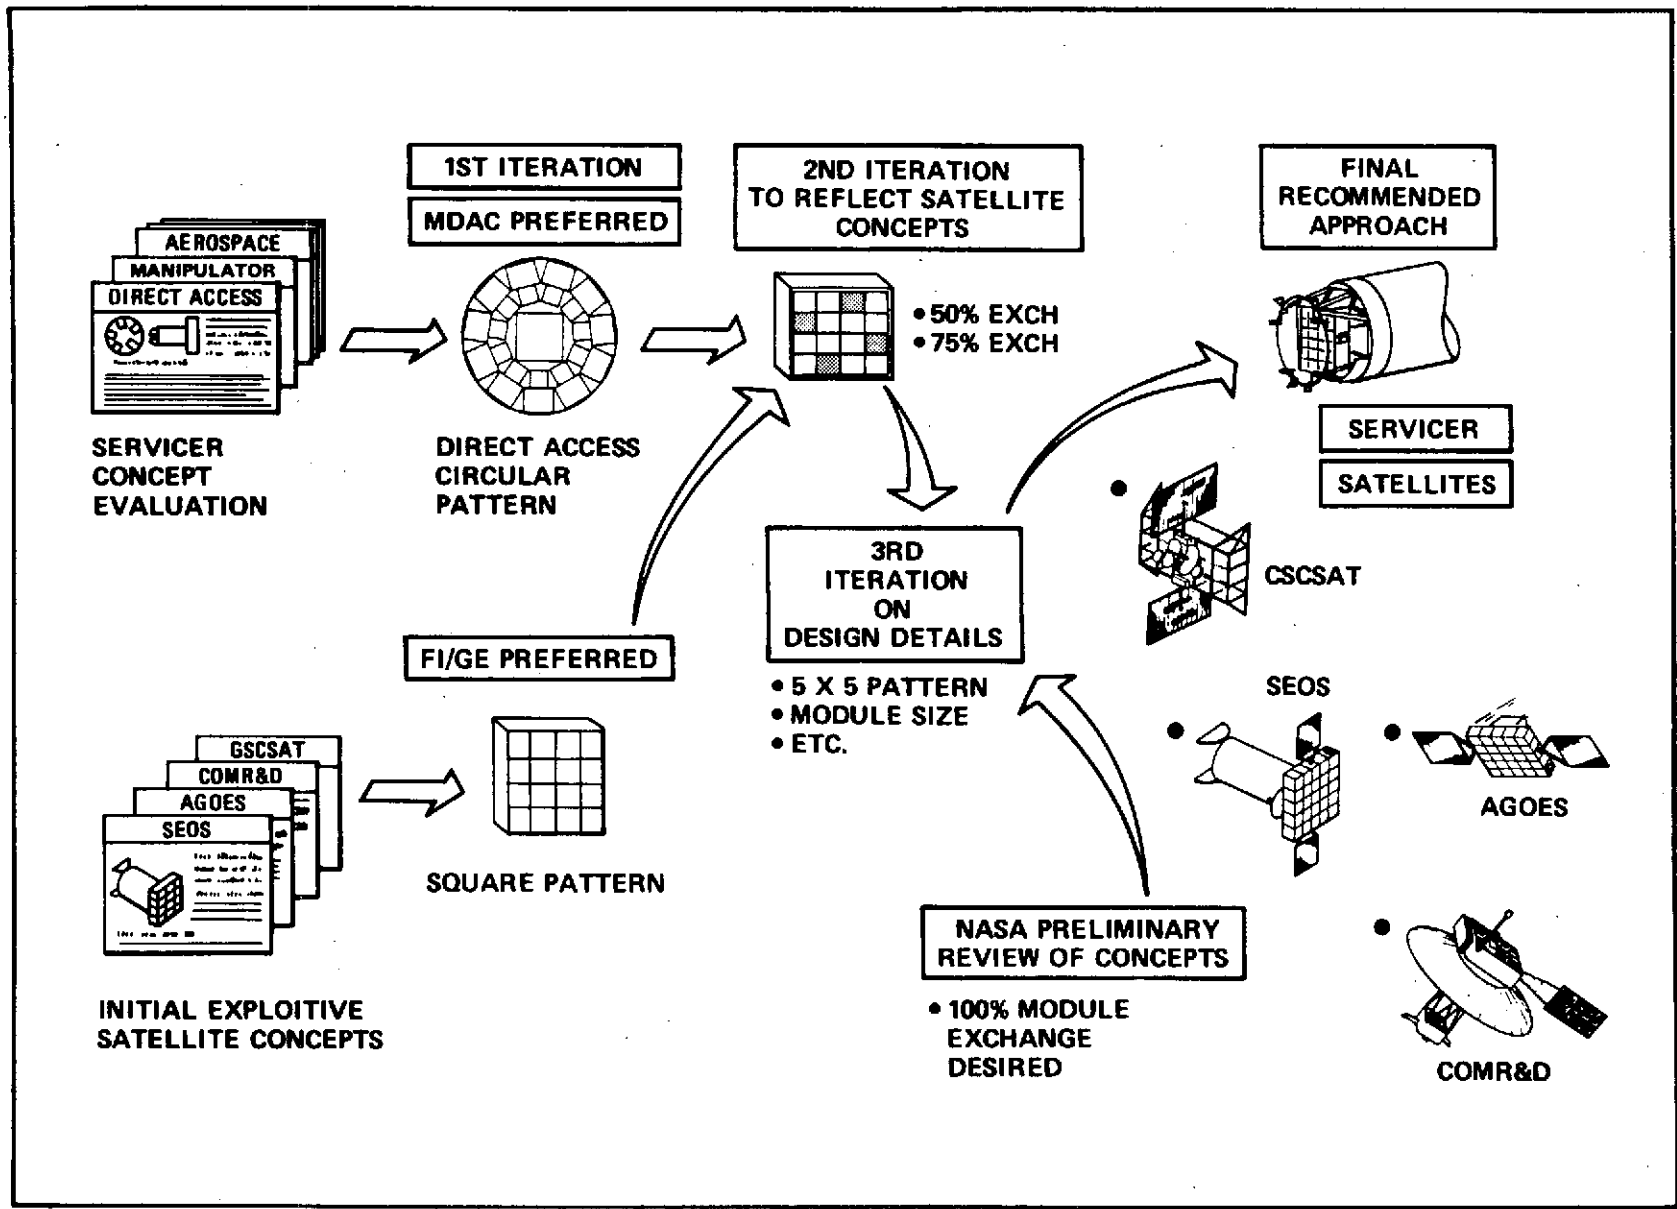 1ST ITERATION
MDAC PREFERRED
2ND ITERATION
TO REFLECT SATELLITE
CONCEPTS
FINAL
RECOMMENDED
APPROACH
AEROSPACE
MANIPULATOR
DIRECT ACCESS
• 50% EXCH
• 75% EXCH
SERVICER
CONCEPT
EVALUATION
DIRECT ACCESS
CIRCULAR
PATTERN
SERVICER
SATELLITES
3RD
ITERATION
ON
DESIGN DETAILS
• 5 X 5 PATTERN
• MODULE SIZE
• ETC.
CSCSAT
FI/GE PREFERRED
SEOS
GSCSAT
COMR&D
AGOES
SEOS
SQUARE PATTERN
AGOES
NASA PRELIMINARY
REVIEW OF CONCEPTS
• 100% MODULE
EXCHANGE
DESIRED
INITIAL EXPLOITIVE
SATELLITE CONCEPTS
COMR&D